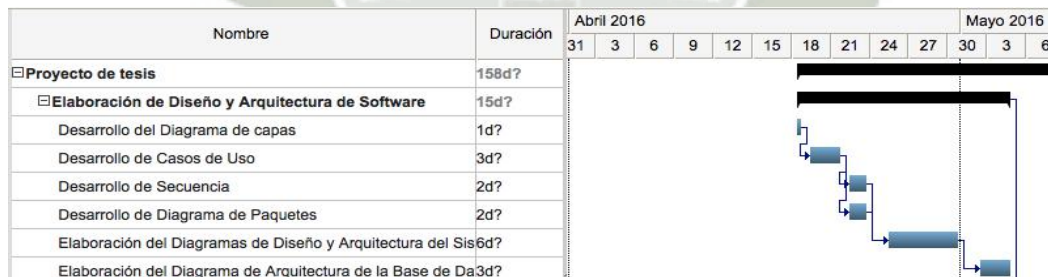 Nombre Duración Abril 2016 Mayo 2016
31 3 6 9 12 15 18 21 24 27 30 3 6
Proyecto de tesis 158d?
Elaboración de Diseño y Arquitectura de Software 15d?
Desarrollo del Diagrama de capas 1d?
Desarrollo de Casos de Uso 3d?
Desarrollo de Secuencia 2d?
Desarrollo de Diagrama de Paquetes 2d?
Elaboración del Diagramas de Diseño y Arquitectura del Sis 6d?
Elaboración del Diagrama de Arquitectura de la Base de Da 3d?